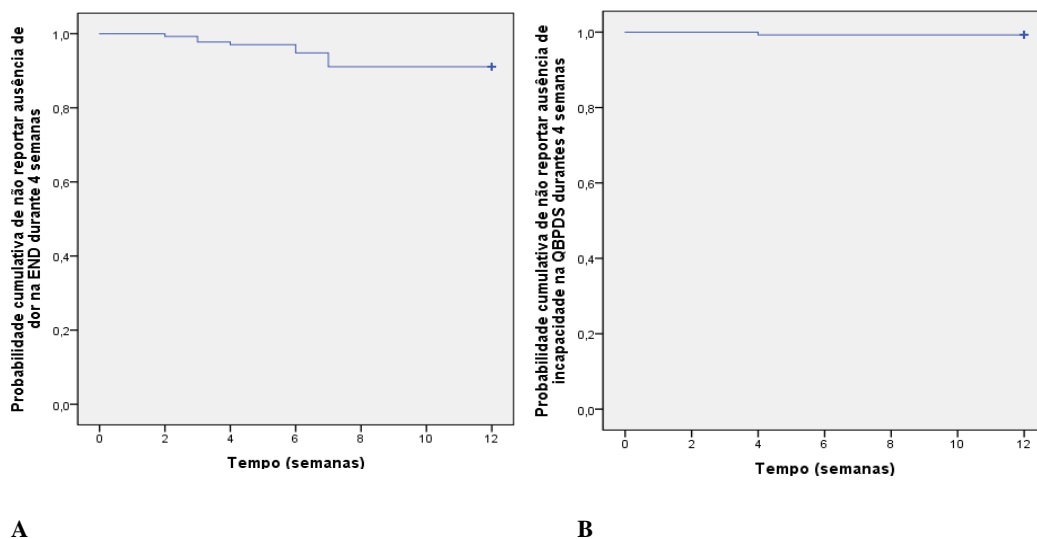 Probabilidade cumulativa de não reportar ausência de
dor na END durante 4 semanas
1,0
0,8
0,6
0,4
0,2
0,0
0 2 4 6 8 10 12
Tempo (semanas)
A
Probabilidade cumulativa de não reportar ausência de
incapacidade na QBPDS durantes 4 semanas
1,0
0,8
0,6
0,4
0,2
0,0
0 2 4 6 8 10 12
Tempo (semanas)
B